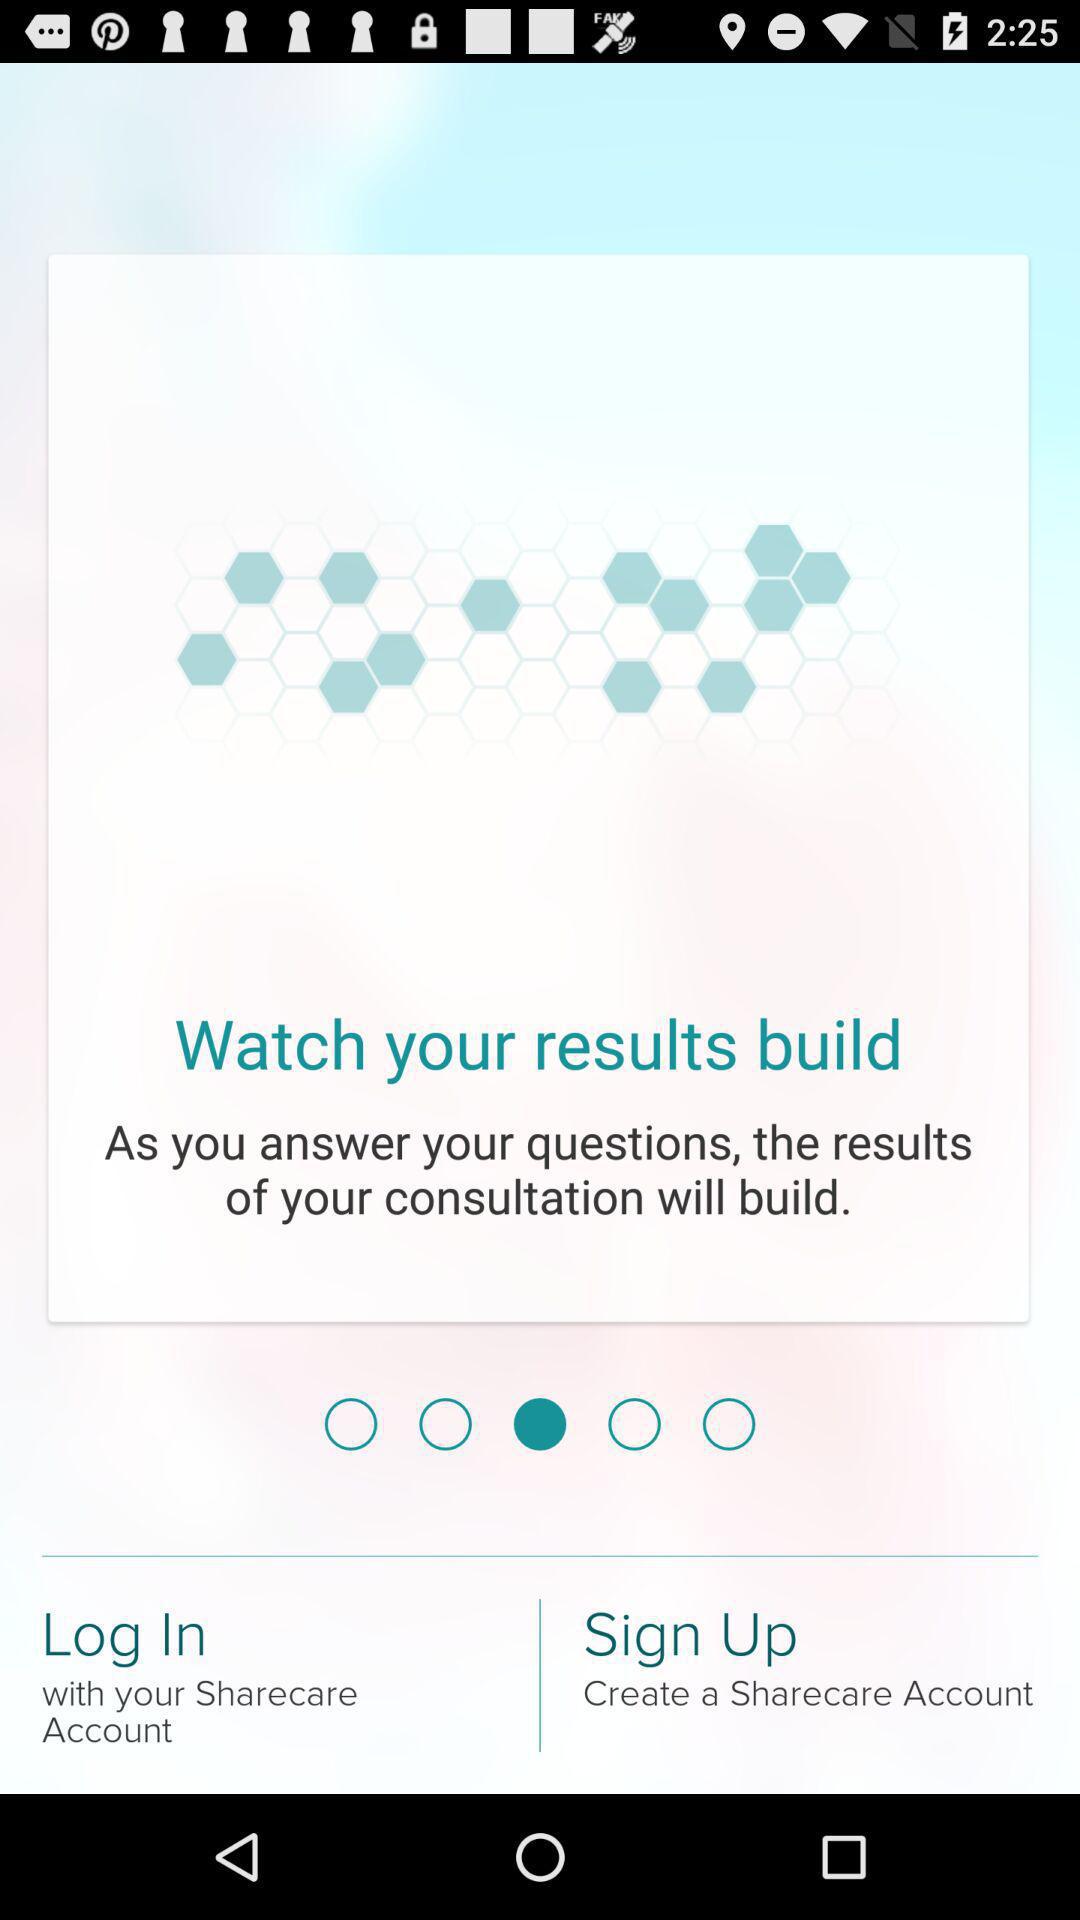 FAKE
2:25
Watch your results build
As you answer your questions, the results
of your consultation will build.
Log In
with your Sharecare
Account
Sign Up
Create a Sharecare Account